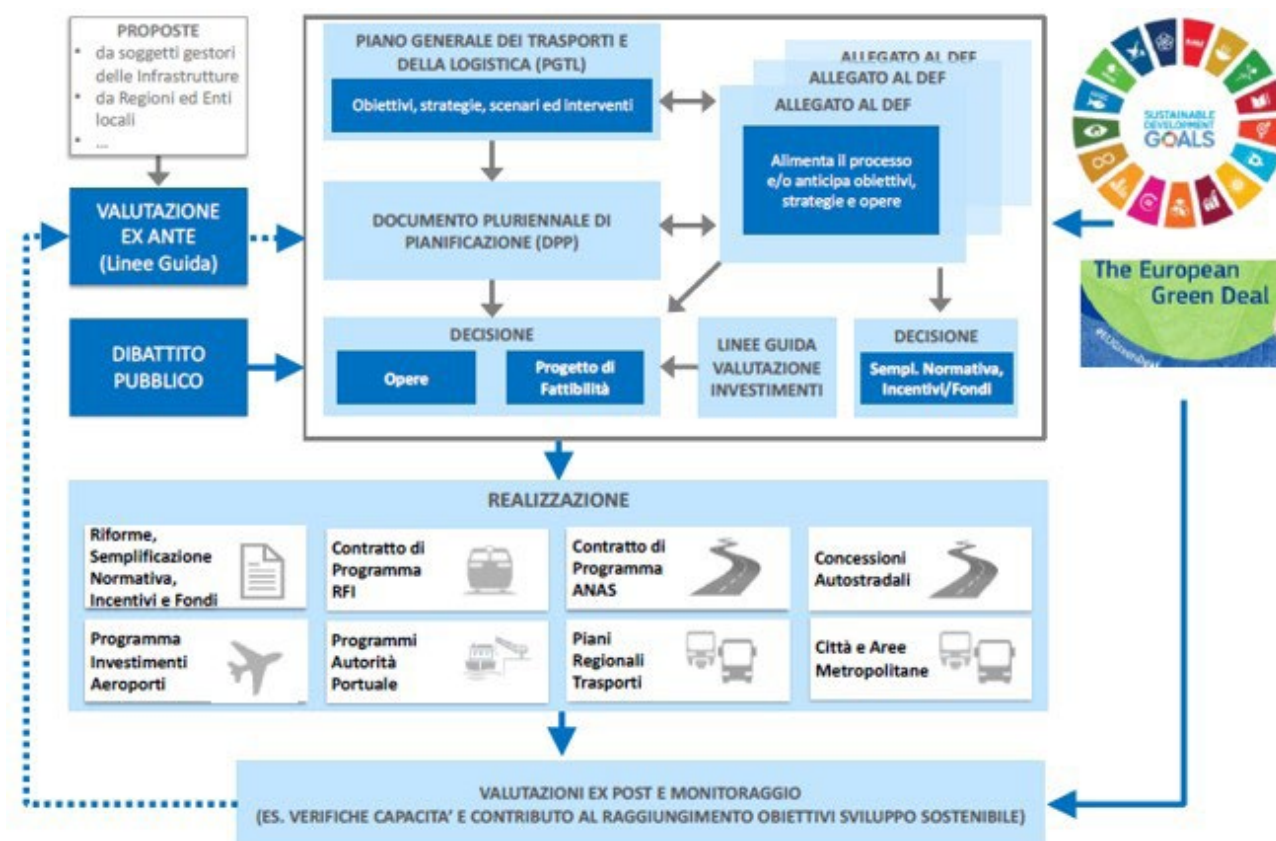 PROPOSTE
• da soggetti gestori
delle Infrastrutture
• da Regioni ed Enti
locali
• ...
VALUTAZIONE
EX ANTE
(Linee Guida)
DIBATTITO
PUBBLICO
PIANO GENERALE DEI TRASPORTI E
DELLA LOGISTICA (PGTL)
Obiettivi, strategie, scenari ed interventi
DOCUMENTO PLURIENNALE DI
PIANIFICAZIONE (DPP)
DECISIONE
Opere
Progetto di
Fattibilità
ALLEGATO AL DEF
ALLEGATO AL DEF
ALLEGATO AL DEF
Alimenta il processo
e/o anticipa obiettivi,
strategie e opere
LINEE GUIDA
VALUTAZIONE
INVESTIMENTI
DECISIONE
Sempl. Normativa,
Incentivi/Fondi
SUSTAINABLE
DEVELOPMENT
GOALS
The European
Green Deal
#EUGreenDeal
REALIZZAZIONE
Riforme,
Semplificazione
Normativa,
Incentivi e Fondi
Contratto di
Programma
RFI
Contratto di
Programma
ANAS
Concessioni
Autostradali
Programma
Investimenti
Aeroporti
Programmi
Autorità
Portuale
Piani
Regionali
Trasporti
Città e Aree
Metropolitane
VALUTAZIONI EX POST E MONITORAGGIO
(ES. VERIFICHE CAPACITA’ E CONTRIBUTO AL RAGGIUNGIMENTO OBIETTIVI SVILUPPO SOSTENIBILE)